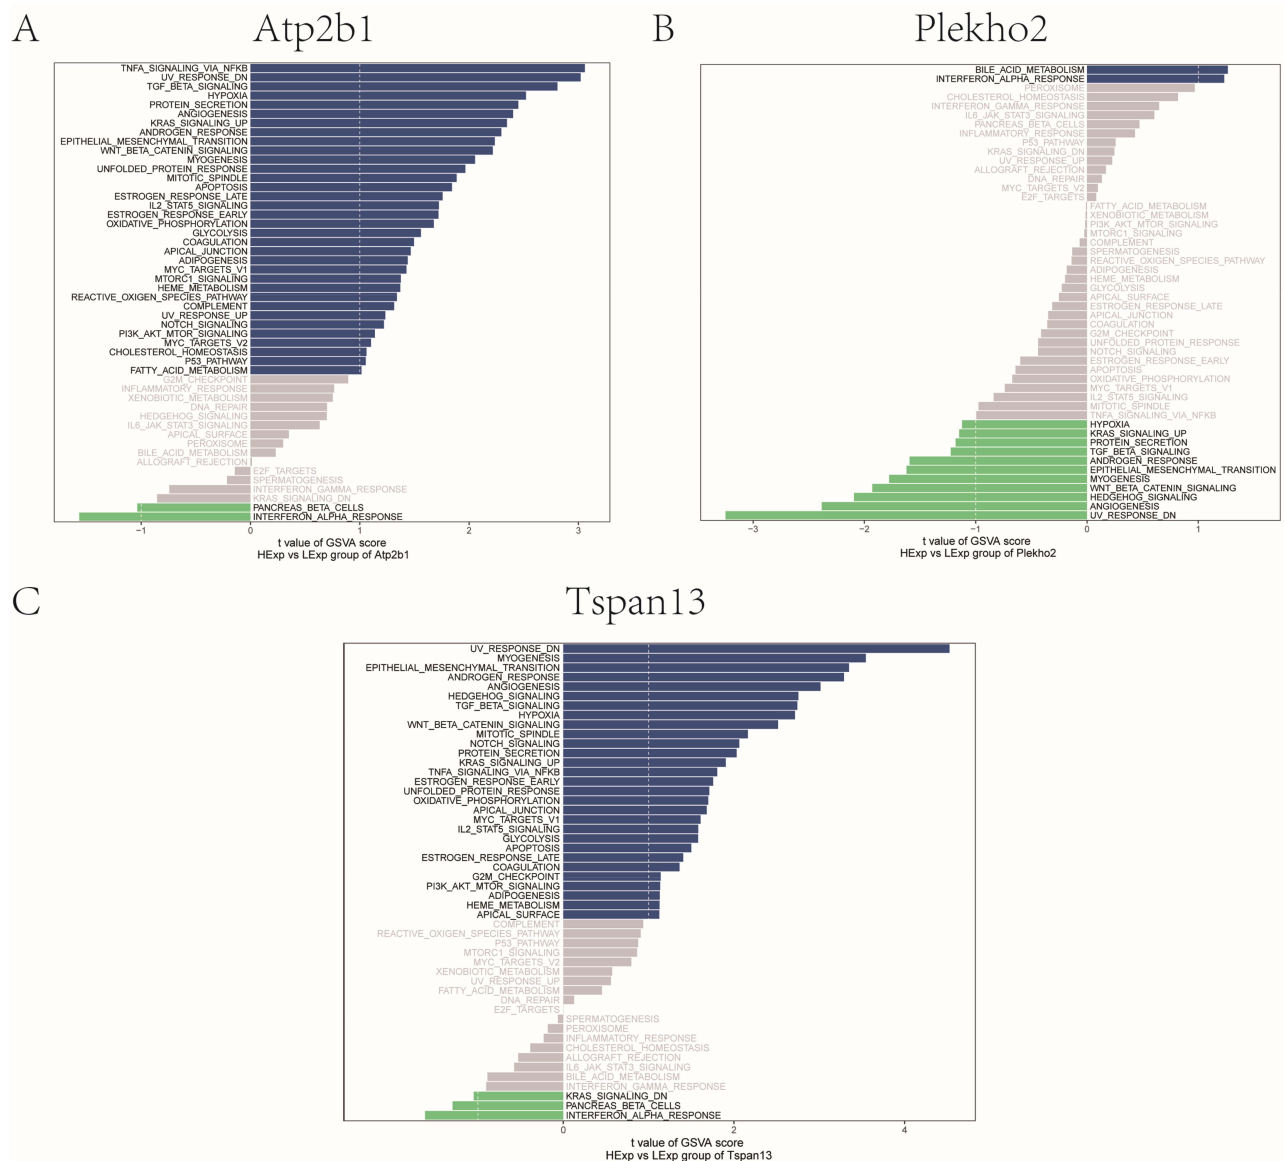 A
Atp2b1
TNFA_SIGNALING_VIA_NFKB
UV_RESPONSE_DN
TGF_BETA_SIGNALING
HYPOXIA
PROTEIN_SECRETION
ANGIOGENESIS
KRAS_SIGNALING_UP
ANDROGEN_RESPONSE
EPITHELIAL_MESENCHYMAL_TRANSITION
WNT_BETA_CATENIN_SIGNALING
MYOGENESIS
UNFOLDED_PROTEIN_RESPONSE
MITOTIC_SPINDLE
APOPTOSIS
ESTROGEN_RESPONSE_LATE
IL2_STAT5_SIGNALING
ESTROGEN_RESPONSE_EARLY
OXIDATIVE_PHOSPHORYLATION
GLYCOLYSIS
COAGULATION
APICAL_JUNCTION
ADIPOGENESIS
MYC_TARGETS_V1
MTORC1_SIGNALING
HEME_METABOLISM
REACTIVE_OXIGEN_SPECIES_PATHWAY
COMPLEMENT
UV_RESPONSE_UP
NOTCH_SIGNALING
PI3K_AKT_MTOR_SIGNALING
MYC_TARGETS_V2
CHOLESTEROL_HOMEOSTASIS
P53_PATHWAY
FATTY_ACID_METABOLISM
G2M_CHECKPOINT
INFLAMMATORY_RESPONSE
XENOBIOTIC_METABOLISM
DNA_REPAIR
HEDGEHOG_SIGNALING
IL6_JAK_STAT3_SIGNALING
APICAL_SURFACE
PEROXISOME
BILE_ACID_METABOLISM
ALLOGRAFT_REJECTION
E2F_TARGETS
SPERMATOGENESIS
INTERFERON_GAMMA_RESPONSE
KRAS_SIGNALING_DN
PANCREAS_BETA_CELLS
INTERFERON_ALPHA_RESPONSE
−1 0 1 2 3
t value of GSVA score
HExp vs LExp group of Atp2b1
B
Plekho2
BILE_ACID_METABOLISM
INTERFERON_ALPHA_RESPONSE
PEROXISOME
CHOLESTEROL_HOMEOSTASIS
INTERFERON_GAMMA_RESPONSE
IL6_JAK_STAT3_SIGNALING
PANCREAS_BETA_CELLS
INFLAMMATORY_RESPONSE
P53_PATHWAY
KRAS_SIGNALING_DN
UV_RESPONSE_UP
ALLOGRAFT_REJECTION
DNA_REPAIR
MYC_TARGETS_V2
E2F_TARGETS
FATTY_ACID_METABOLISM
XENOBIOTIC_METABOLISM
PI3K_AKT_MTOR_SIGNALING
MTORC1_SIGNALING
COMPLEMENT
SPERMATOGENESIS
REACTIVE_OXIGEN_SPECIES_PATHWAY
ADIPOGENESIS
HEME_METABOLISM
GLYCOLYSIS
APICAL_SURFACE
ESTROGEN_RESPONSE_LATE
APICAL_JUNCTION
COAGULATION
G2M_CHECKPOINT
UNFOLDED_PROTEIN_RESPONSE
NOTCH_SIGNALING
ESTROGEN_RESPONSE_EARLY
APOPTOSIS
OXIDATIVE_PHOSPHORYLATION
MYC_TARGETS_V1
IL2_STAT5_SIGNALING
MITOTIC_SPINDLE
TNFA_SIGNALING_VIA_NFKB
HYPOXIA
KRAS_SIGNALING_UP
PROTEIN_SECRETION
TGF_BETA_SIGNALING
ANDROGEN_RESPONSE
EPITHELIAL_MESENCHYMAL_TRANSITION
MYOGENESIS
WNT_BETA_CATENIN_SIGNALING
HEDGEHOG_SIGNALING
ANGIOGENESIS
UV_RESPONSE_DN
−3 −2 −1 0 1
t value of GSVA score
HExp vs LExp group of Plekho2
C
Tspan13
UV_RESPONSE_DN
MYOGENESIS
EPITHELIAL_MESENCHYMAL_TRANSITION
ANDROGEN_RESPONSE
ANGIOGENESIS
HEDGEHOG_SIGNALING
TGF_BETA_SIGNALING
HYPOXIA
WNT_BETA_CATENIN_SIGNALING
MITOTIC_SPINDLE
NOTCH_SIGNALING
PROTEIN_SECRETION
KRAS_SIGNALING_UP
TNFA_SIGNALING_VIA_NFKB
ESTROGEN_RESPONSE_EARLY
UNFOLDED_PROTEIN_RESPONSE
OXIDATIVE_PHOSPHORYLATION
APICAL_JUNCTION
MYC_TARGETS_V1
IL2_STAT5_SIGNALING
GLYCOLYSIS
APOPTOSIS
ESTROGEN_RESPONSE_LATE
COAGULATION
G2M_CHECKPOINT
PI3K_AKT_MTOR_SIGNALING
ADIPOGENESIS
HEME_METABOLISM
APICAL_SURFACE
COMPLEMENT
REACTIVE_OXIGEN_SPECIES_PATHWAY
P53_PATHWAY
MTORC1_SIGNALING
MYC_TARGETS_V2
XENOBIOTIC_METABOLISM
UV_RESPONSE_UP
FATTY_ACID_METABOLISM
DNA_REPAIR
E2F_TARGETS
SPERMATOGENESIS
PEROXISOME
INFLAMMATORY_RESPONSE
CHOLESTEROL_HOMEOSTASIS
ALLOGRAFT_REJECTION
IL6_JAK_STAT3_SIGNALING
BILE_ACID_METABOLISM
INTERFERON_GAMMA_RESPONSE
KRAS_SIGNALING_DN
PANCREAS_BETA_CELLS
INTERFERON_ALPHA_RESPONSE
0 2 4
t value of GSVA score
HExp vs LExp group of Tspan13